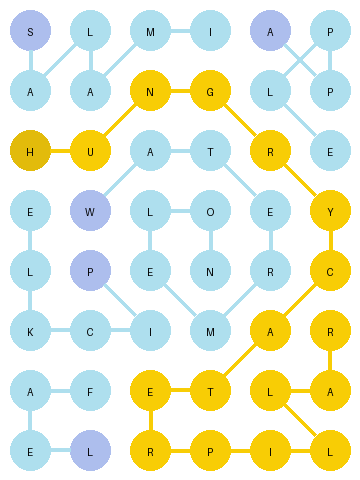 S L M I A P
A A N G L P
H U A T R E
E W L O E Y
L P E N R C
K C I M A R
A F E T L A
E L R P I L